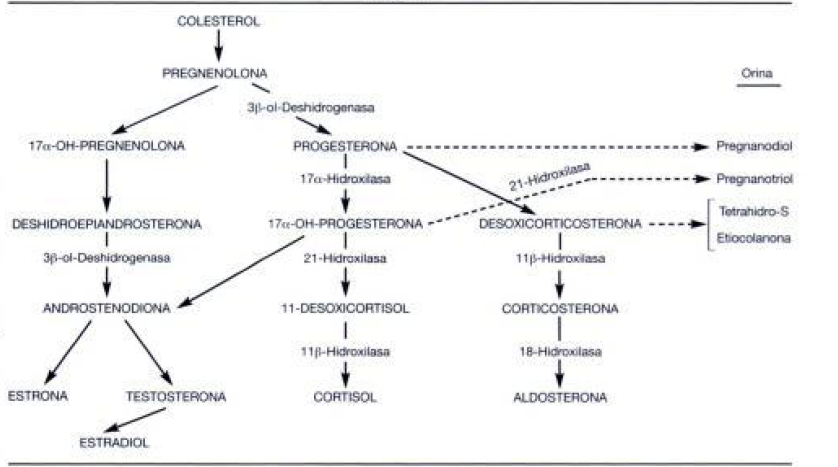 COLESTEROL
PREGNENOLONA
Orina
3β-ol-Deshidrogenasa
17α-OH-PREGNENOLONA
PROGESTERONA
Pregnanodiol
17α-Hidroxilasa
21-Hidroxilasa
Pregnanotriol
DESHIDROEPIANDROSTERONA
17α-OH-PROGESTERONA
DESOXICORTICOSTERONA
Tetrahidro-S
Etiocolanona
3β-ol-Deshidrogenasa
21-Hidroxilasa
11β-Hidroxilasa
ANDROSTENODIONA
11-DESOXICORTISOL
CORTICOSTERONA
11β-Hidroxilasa
18-Hidroxilasa
ESTRONA
TESTOSTERONA
CORTISOL
ALDOSTERONA
ESTRADIOL